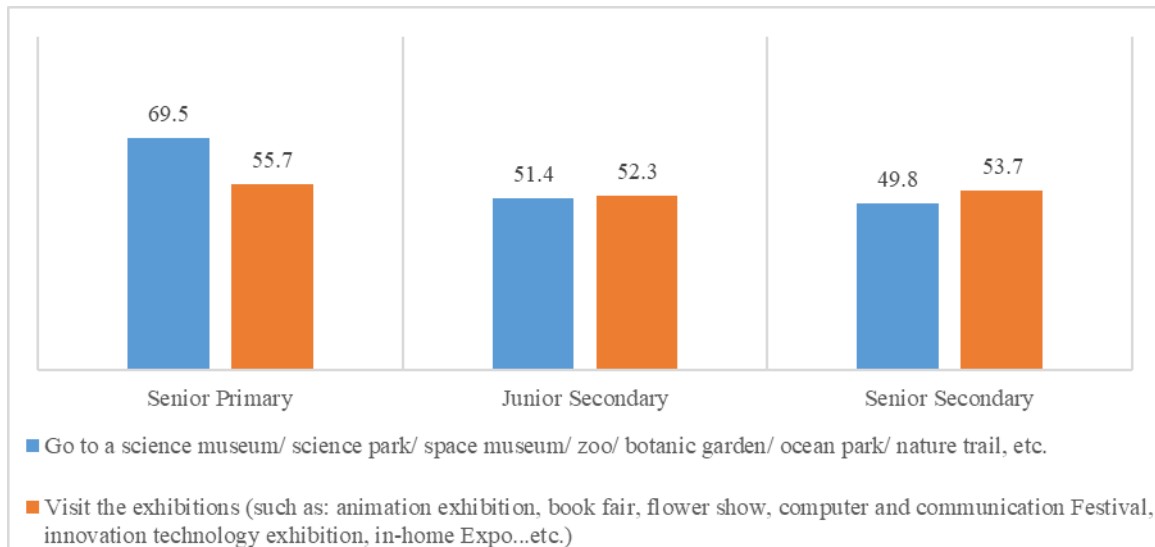 69.5
55.7
51.4
52.3
49.8
53.7
Senior Primary
Junior Secondary
Senior Secondary
Go to a science museum/ science park/ space museum/ zoo/ botanic garden/ ocean park/ nature trail, etc.
Visit the exhibitions (such as: animation exhibition, book fair, flower show, computer and communication Festival,
innovation technology exhibition, in-home Expo...etc.)